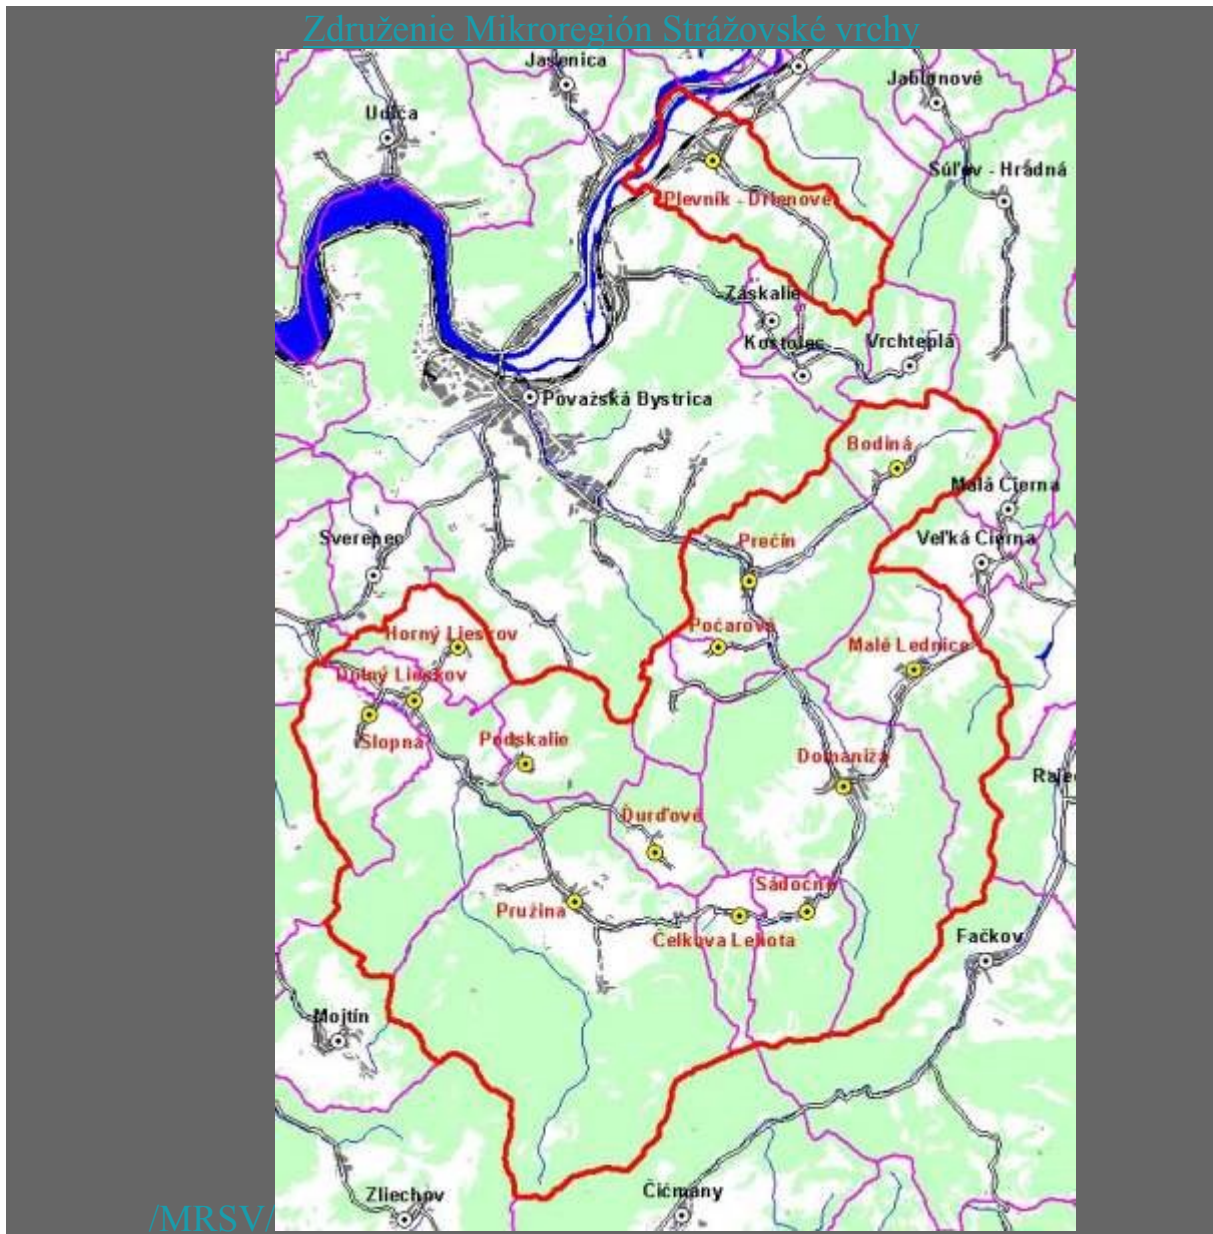 Združenie Mikroregión Strážovské vrchy
Jasenica
Jablonové
Udiča
Súľov - Hrádná
Plevník - Drienové
Záskalie
Kostolec
Vrchteplá
Považská Bystrica
Bodiná
Malá Čierna
Sverepec
Prečín
Veľká Čierna
Horný Lieskov
Počarová
Malé Lednice
Dolný Lieskov
Slopná
Podskalie
Domaniža
Raje
Ďurďové
Sádočné
Pružina
Čelkova Lehota
Fačkov
Mojtín
Zliechov
Čičmany
/MRSV/